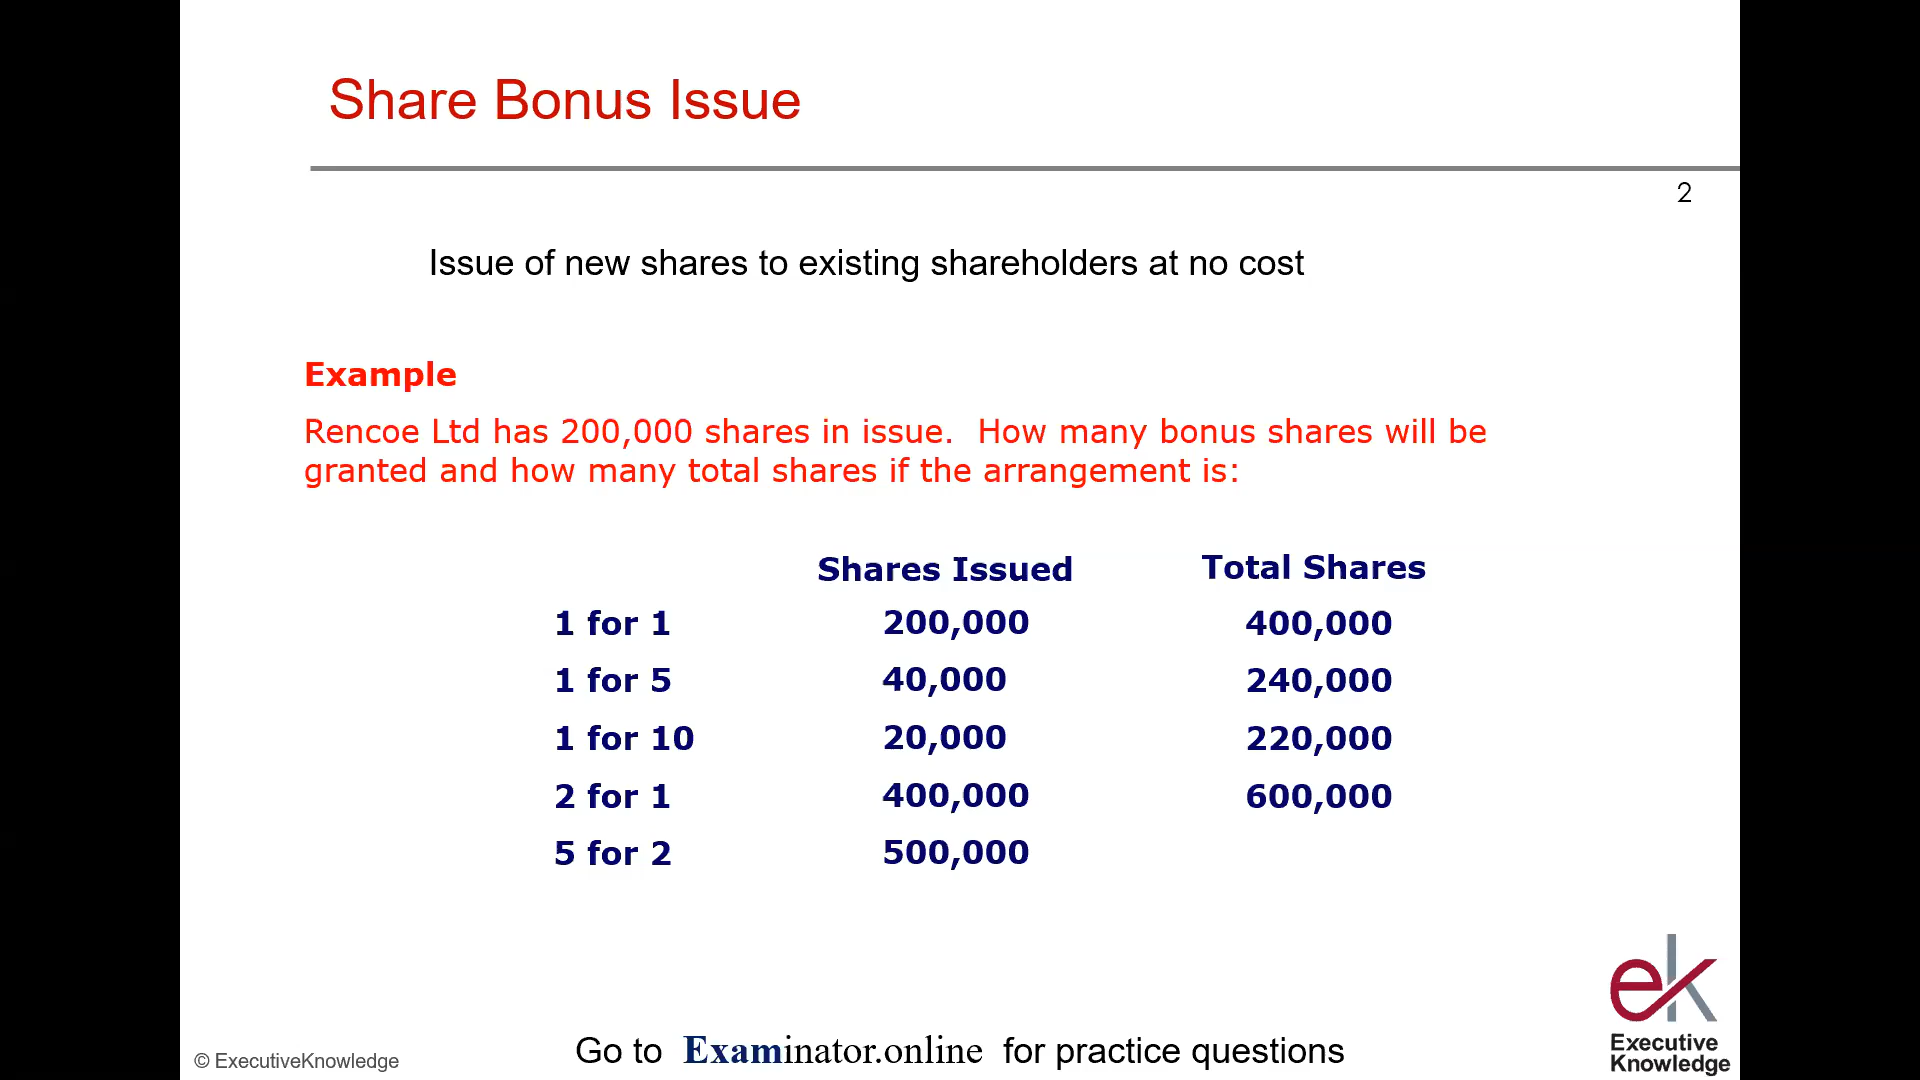 Share Bonus Issue
2
Issue of new shares to existing shareholders at no cost
Example
Rencoe Ltd has 200,000 shares in issue.  How many bonus shares will be
granted and how many total shares if the arrangement is:
Shares Issued Total Shares
1 for 1 200,000 400,000
1 for 5 40,000 240,000
1 for 10 20,000 220,000
2 for 1 400,000 600,000
5 for 2 500,000
ek
Executive
Knowledge
© ExecutiveKnowledge
Go to Examinator.online for practice questions